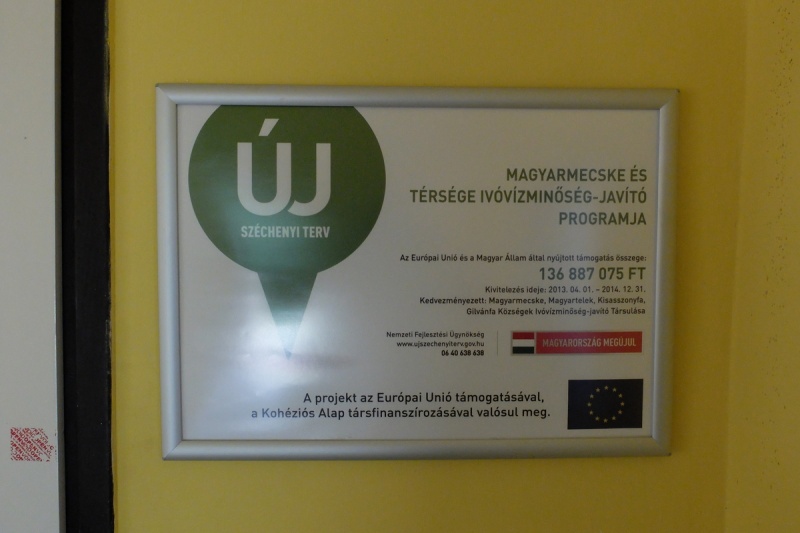 ÚJ
SZÉCHENYI TERV
MAGYARMECSKE ÉS
TÉRSÉGE IVÓVÍZMINŐSÉG-JAVÍTÓ
PROGRAMJA
Az Európai Unió és a Magyar Állam által nyújtott támogatás összege:
136 887 075 FT
Kivitelezés ideje: 2013. 04. 01. – 2014. 12. 31.
Kedvezményezett: Magyarmecske, Magyartelek, Kisasszonyfa,
Gilvánfa Községek Ivóvízminőség-javító Társulása
Nemzeti Fejlesztési Ügynökség
www.ujszechenyiterv.gov.hu
06 40 638 638
MAGYARORSZÁG MEGÚJUL
A projekt az Európai Unió támogatásával,
a Kohéziós Alap társfinanszírozásával valósul meg.